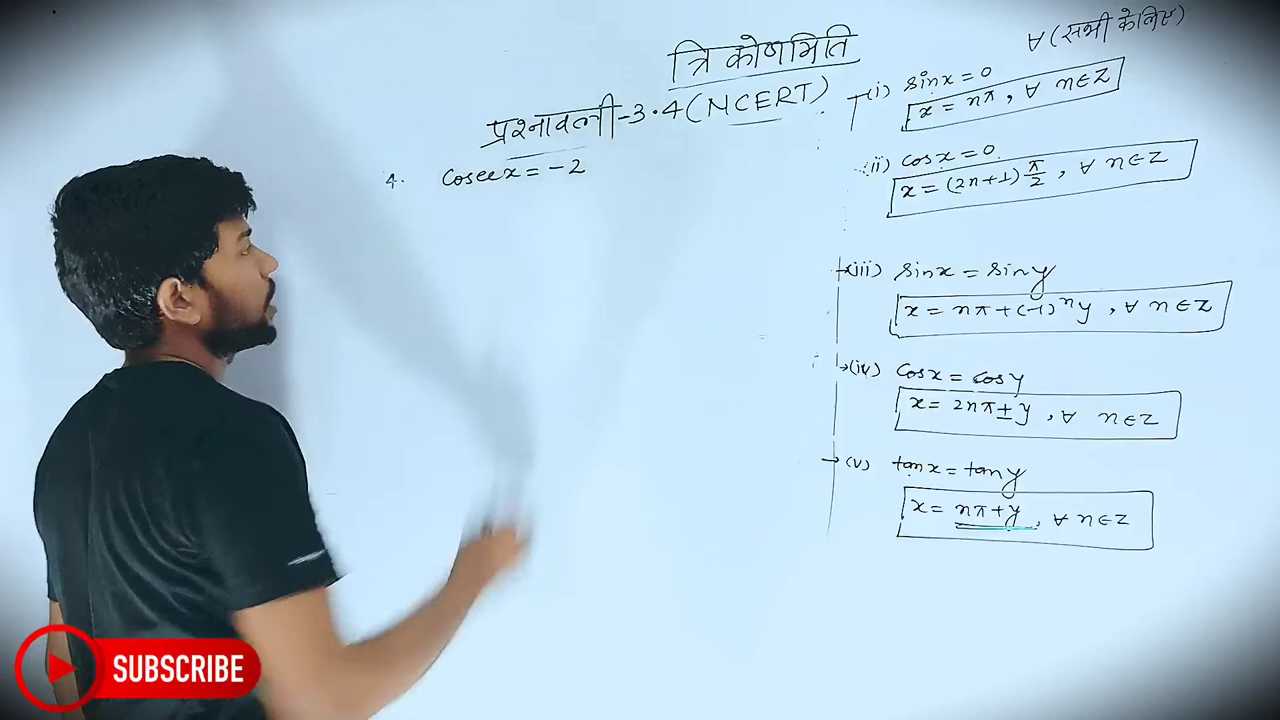 त्रिकोणमिति
प्रश्नावली-3.4 (NCERT)
4. Cosec x = -2
∀ (सभी के लिए)
(i) sin x = 0
x = nπ, ∀ n∈Z
(ii) cos x = 0
x = (2n+1) π/2, ∀ n∈Z
(iii) sin x = sin y
x = nπ + (-1)ⁿy, ∀ n∈Z
(iv) cos x = cos y
x = 2nπ ± y, ∀ n∈Z
(v) tan x = tan y
x = nπ + y, ∀ n∈Z
SUBSCRIBE